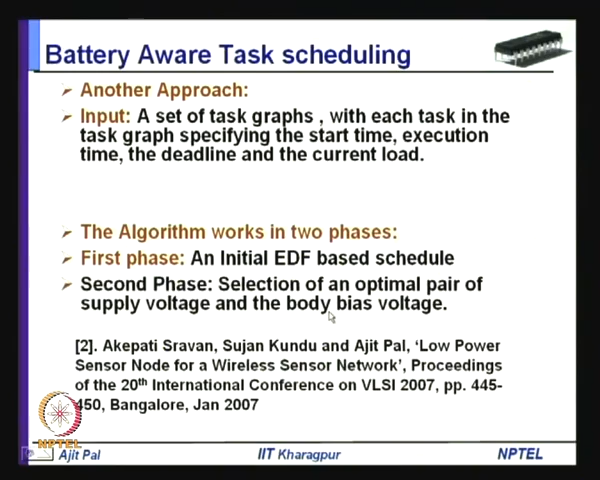 Battery Aware Task scheduling
Another Approach:
Input: A set of task graphs , with each task in the
task graph specifying the start time, execution
time, the deadline and the current load.
The Algorithm works in two phases:
First phase: An Initial EDF based schedule
Second Phase: Selection of an optimal pair of
supply voltage and the body bias voltage.
[2]. Akepati Sravan, Sujan Kundu and Ajit Pal, ‘Low Power
Sensor Node for a Wireless Sensor Network’, Proceedings
of the 20th International Conference on VLSI 2007, pp. 445-
450, Bangalore, Jan 2007
NPTEL
Ajit Pal IIT Kharagpur NPTEL